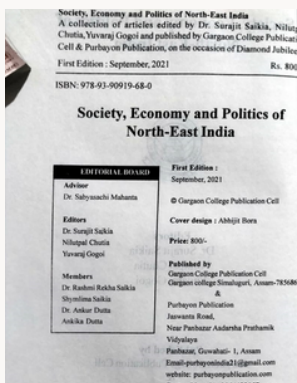 Society, Economy and Politics of North-East India
A collection of articles edited by Dr. Surajit Saikia, Nilutp
Chutia, Yuvaraj Gogoi and published by Gargaon College Publicati
Cell & Purbayon Publication, on the occasion of Diamond Jubilee
First Edition : September, 2021
Rs. 800
ISBN: 978-93-90919-68-0
Society, Economy and Politics of
North-East India
EDITORIAL BOARD
Advisor
Dr. Sabyasachi Mahanta
Editors
Dr. Surajit Saikia
Nilutpal Chutia
Yuvaraj Gogoi
Members
Dr. Rashmi Rekha Saikia
Shymlima Saikia
Dr. Ankur Dutta
Ankika Dutta
First Edition :
September, 2021
© Gargaon College Publication Cell
Cover design : Abhijit Bora
Price: 800/-
Published by
Gargaon College Publication Cell
Gargaon college Simaluguri, Assam-785686
&
Purbayon Publication
Jaswanta Road,
Near Panbazar Aadarsha Prathamik
Vidyalaya
Panbazar, Guwahati- 1, Assam
Email-purbayonindia21@gmail.com
website: purbayonpublication.com